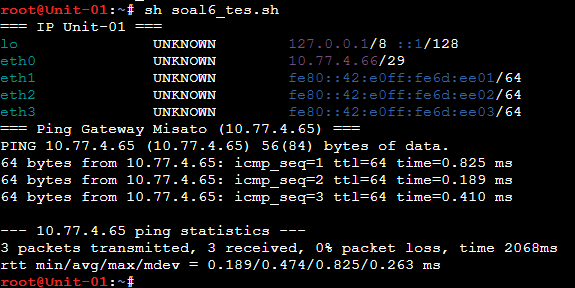 root@Unit-01:~# sh soal6_tes.sh
=== IP Unit-01 ===
lo               UNKNOWN        127.0.0.1/8 ::1/128
eth0             UNKNOWN        10.77.4.66/29
eth1             UNKNOWN        fe80::42:e0ff:fe6d:ee01/64
eth2             UNKNOWN        fe80::42:e0ff:fe6d:ee02/64
eth3             UNKNOWN        fe80::42:e0ff:fe6d:ee03/64
=== Ping Gateway Misato (10.77.4.65) ===
PING 10.77.4.65 (10.77.4.65) 56(84) bytes of data.
64 bytes from 10.77.4.65: icmp_seq=1 ttl=64 time=0.825 ms
64 bytes from 10.77.4.65: icmp_seq=2 ttl=64 time=0.189 ms
64 bytes from 10.77.4.65: icmp_seq=3 ttl=64 time=0.410 ms

--- 10.77.4.65 ping statistics ---
3 packets transmitted, 3 received, 0% packet loss, time 2068ms
rtt min/avg/max/mdev = 0.189/0.474/0.825/0.263 ms
root@Unit-01:~#